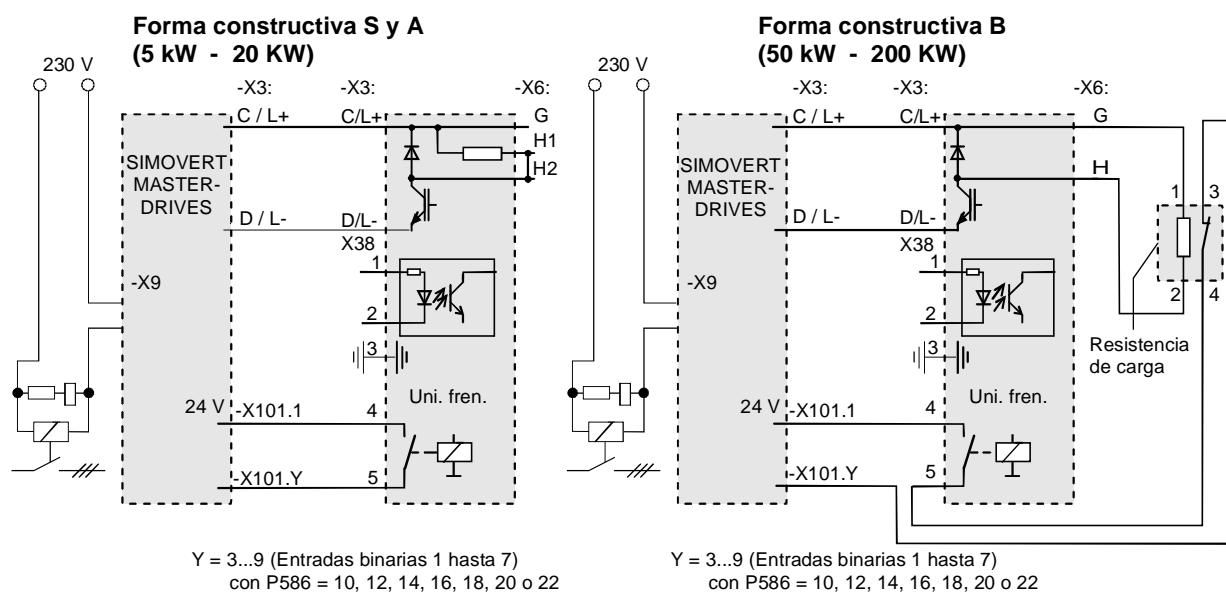 Forma constructiva S y A
(5 kW - 20 KW)
230 V
-X3:
-X3:
-X6:
C / L+
C/L+
G
H1
H2
SIMOVERT
MASTER-
DRIVES
D / L-
D/L-
X38
1
-X9
2
3
Uni. fren.
24 V
-X101.1
4
-X101.Y
5
Y = 3...9 (Entradas binarias 1 hasta 7)
con P586 = 10, 12, 14, 16, 18, 20 o 22
Forma constructiva B
(50 kW - 200 KW)
230 V
-X3:
-X3:
-X6:
C / L+
C/L+
G
SIMOVERT
MASTER-
DRIVES
H
1
3
D / L-
D/L-
X38
1
-X9
2
4
2
3
Resistencia
de carga
Uni. fren.
24 V
-X101.1
4
-X101.Y
5
Y = 3...9 (Entradas binarias 1 hasta 7)
con P586 = 10, 12, 14, 16, 18, 20 o 22